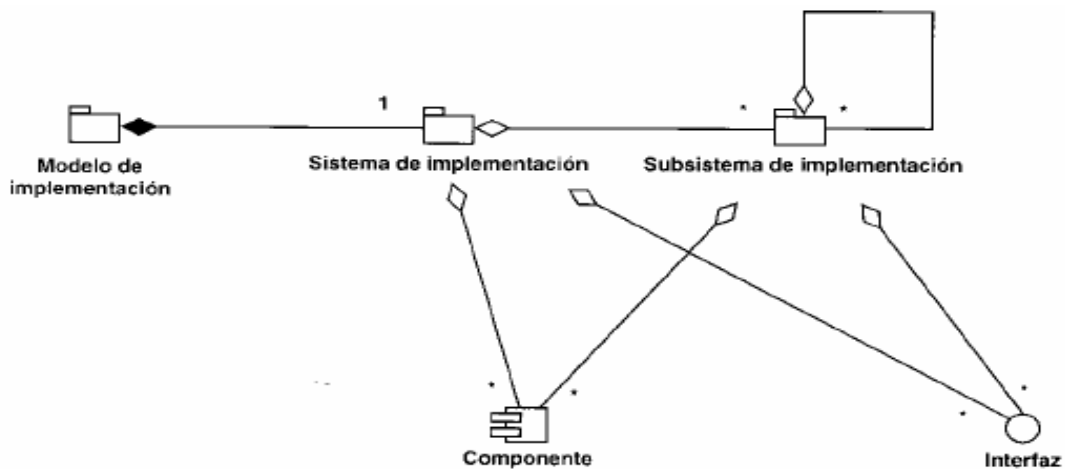 1
*
*
Modelo de
implementación
Sistema de implementación
Subsistema de implementación
*
*
*
*
Componente
Interfaz